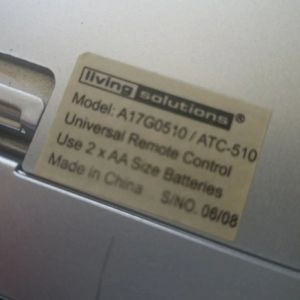 living solutions®
Model: A17G0510 / ATC-510
Universal Remote Control
Use 2 x AA Size Batteries
Made in China S/NO. 06/08